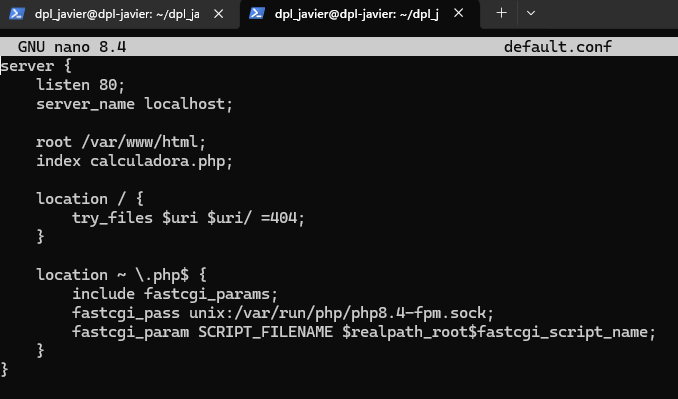 dpl_javier@dpl-javier: ~/dpl_ja
dpl_javier@dpl-javier: ~/dpl_j
GNU nano 8.4 default.conf
server {
    listen 80;
    server_name localhost;

    root /var/www/html;
    index calculadora.php;

    location / {
        try_files $uri $uri/ =404;
    }

    location ~ \.php$ {
        include fastcgi_params;
        fastcgi_pass unix:/var/run/php/php8.4-fpm.sock;
        fastcgi_param SCRIPT_FILENAME $realpath_root$fastcgi_script_name;
    }
}